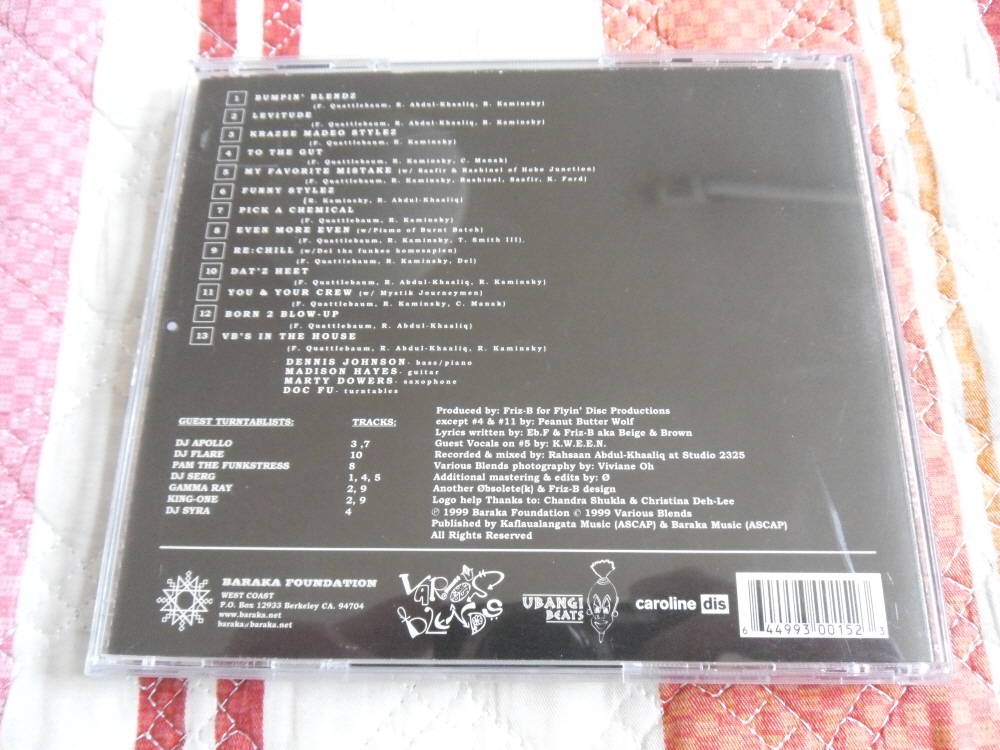 1 BUMPIN' BLENDZ
(F. Quattlebaum, R. Abdul-Khaaliq, R. Kaminsky)
2 LEVITUDE
(F. Quattlebaum, R. Abdul-Khaaliq, R. Kaminsky)
3 KRAZEE MADEO STYLEZ
(F. Quattlebaum, R. Kaminsky)
4 TO THE GUT
(F. Quattlebaum, R. Kaminsky, C. Manak)
5 MY FAVORITE MISTAKE (w/ Saafir & Rashinel of Hobo Junction)
(F. Quattlebaum, R. Kaminsky, Rashinel, Saafir, K. Ford)
6 FUNNY STYLEZ
(R. Kaminsky, R. Abdul-Khaaliq)
7 PICK A CHEMICAL
(F. Quattlebaum, R. Kaminsky)
8 EVEN MORE EVEN (w/Pismo of Burnt Batch)
(F. Quattlebaum, R. Kaminsky, T. Smith III),
9 RE:CHILL (w/Del tha funkee homosapien)
(F. Quattlebaum, R. Kaminsky, Del)
10 DAT'Z HEET
(F. Quattlebaum, R. Abdul-Khaaliq, R. Kaminsky)
11 YOU & YOUR CREW (w/ Mystik Journeymen)
(F. Quattlebaum, R. Kaminsky, C. Manak)
12 BORN 2 BLOW-UP
(F. Quattlebaum, R. Abdul-Khaaliq)
13 VB'S IN THE HOUSE
(F. Quattlebaum, R. Abdul-Khaaliq, R. Kaminsky)
DENNIS JOHNSON- bass/piano
MADISON HAYES- guitar
MARTY DOWERS- saxophone
DOC FU- turntables
GUEST TURNTABLISTS: TRACKS:
DJ APOLLO 3 ,7
DJ FLARE 10
PAM THE FUNKSTRESS 8
DJ SERG 1, 4, 5
GAMMA RAY 2, 9
KING-ONE 2, 9
DJ SYRA 4
Produced by: Friz-B for Flyin' Disc Productions
except #4 & #11 by: Peanut Butter Wolf
Lyrics written by: Eb.F & Friz-B aka Beige & Brown
Guest Vocals on #5 by: K.W.E.E.N.
Recorded & mixed by: Rahsaan Abdul-Khaaliq at Studio 2325
Various Blends photography by: Viviane Oh
Additional mastering & edits by: Ø
Another Øbsolete(k) & Friz-B design
Logo help Thanks to: Chandra Shukla & Christina Deh-Lee
℗ 1999 Baraka Foundation © 1999 Various Blends
Published by Kaflaualangata Music (ASCAP) & Baraka Music (ASCAP)
All Rights Reserved
BARAKA FOUNDATION
WEST COAST
P.O. Box 12933 Berkeley CA. 94704
www.baraka.net
baraka@baraka.net
VARIOUS
BLENDS
UBANGI
BEATS
caroline dis
6 44993 00152 3